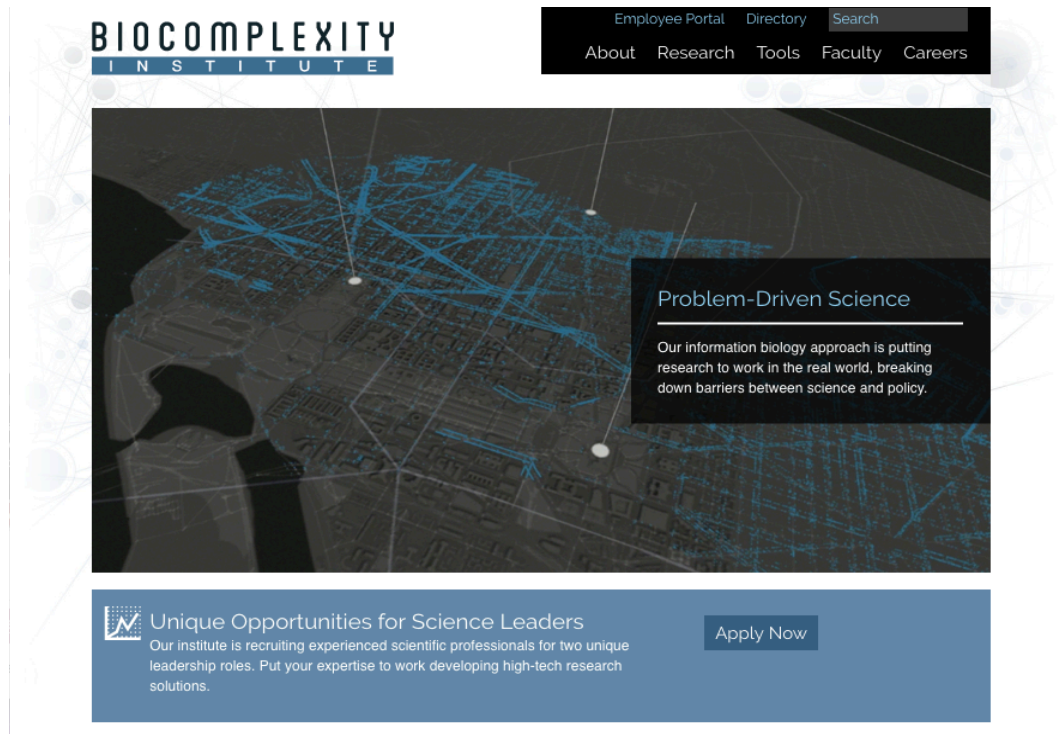 BIOCOMPLEXITY
INSTITUTE
Employee Portal Directory Search
About Research Tools Faculty Careers
Problem-Driven Science
Our information biology approach is putting
research to work in the real world, breaking
down barriers between science and policy.
Unique Opportunities for Science Leaders
Our institute is recruiting experienced scientific professionals for two unique
leadership roles. Put your expertise to work developing high-tech research
solutions.
Apply Now